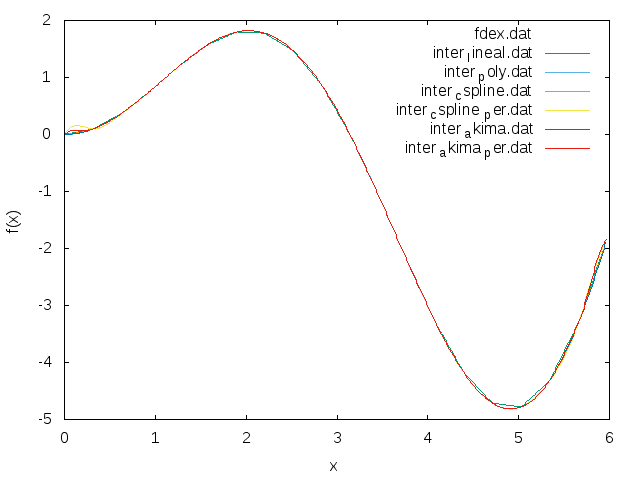 2
1
0
-1
-2
-3
-4
-5
f(x)
fdex.dat
inter_lineal.dat
inter_poly.dat
inter_cspline.dat
inter_cspline_per.dat
inter_akima.dat
inter_akima_per.dat
0 1 2 3 4 5 6
x